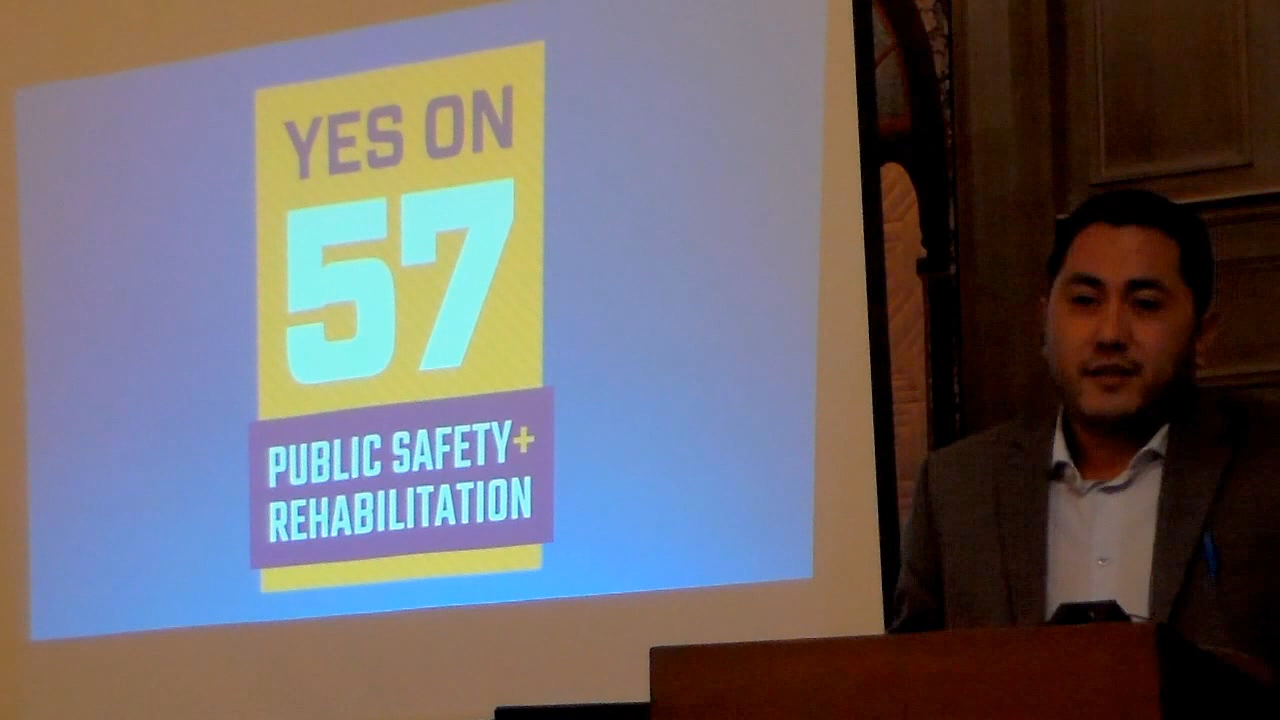 YES ON
57
PUBLIC SAFETY+
REHABILITATION